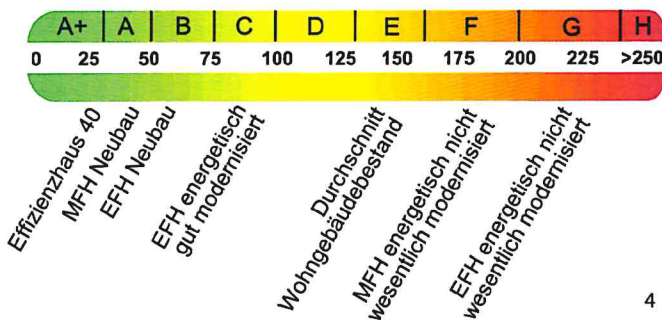 A+ A B C D E F G H
0 25 50 75 100 125 150 175 200 225 >250
Effizienzhaus 40
MFH Neubau
EFH Neubau
EFH energetisch
gut modernisiert
Durchschnitt
Wohngebäudebestand
MFH energetisch nicht
wesentlich modernisiert
EFH energetisch nicht
wesentlich modernisiert
4